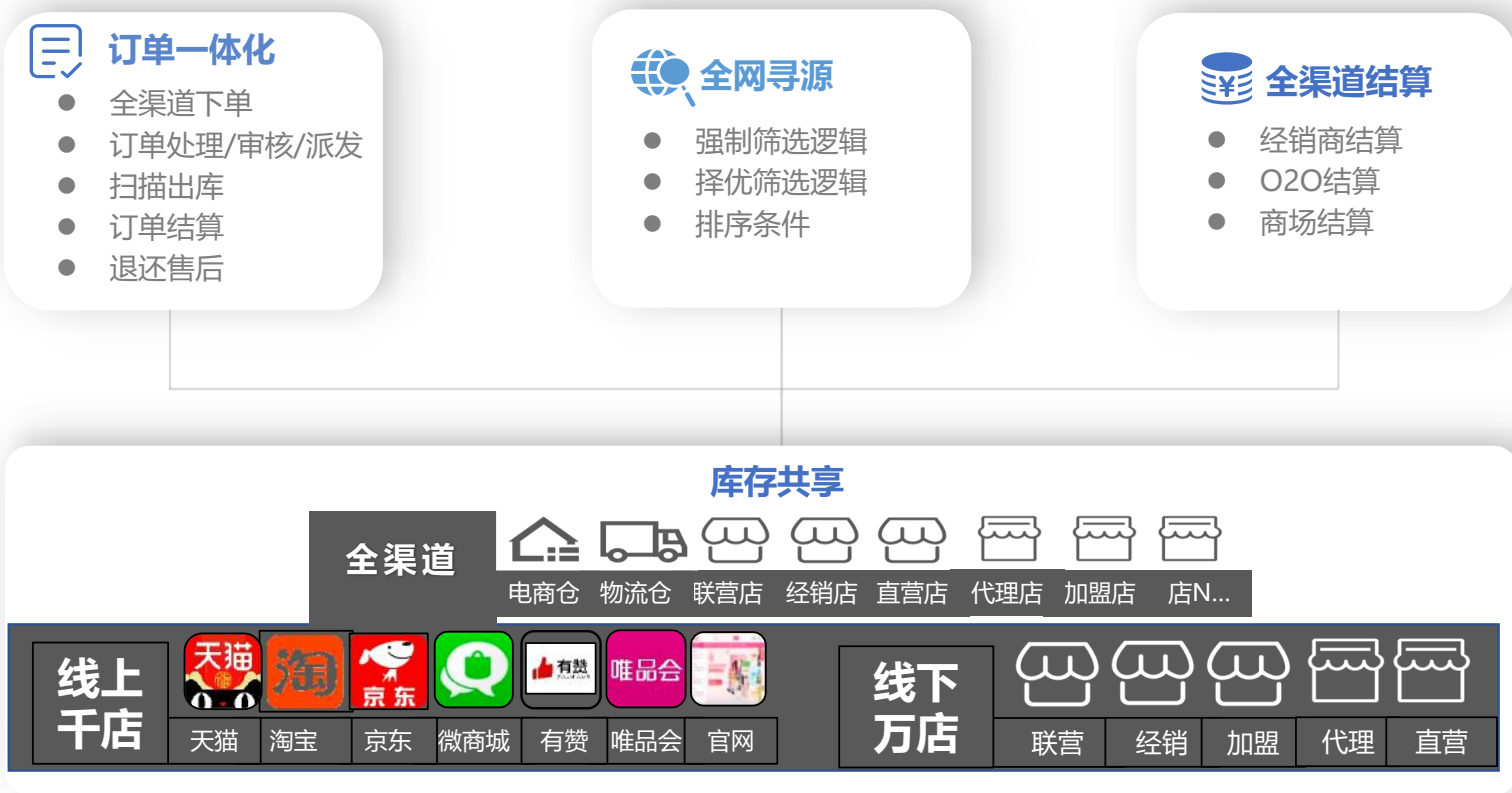 订单一体化
全渠道下单
订单处理/审核/派发
扫描出库
订单结算
退还售后
全网寻源
强制筛选逻辑
择优筛选逻辑
排序条件
¥
全渠道结算
经销商结算
O2O结算
商场结算
库存共享
全渠道
电商仓 物流仓 联营店 经销店 直营店 代理店 加盟店 店N...
线上
千店
天猫
淘
京东
有赞
唯品会
天猫 淘宝 京东 微商城 有赞 唯品会 官网
线下
万店
联营 经销 加盟 代理 直营